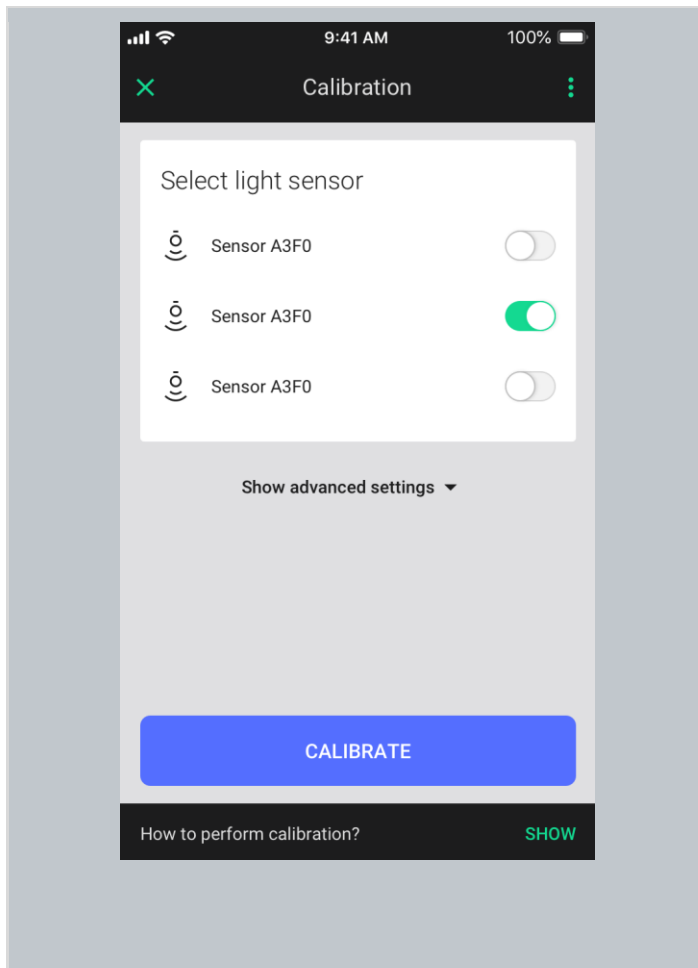 9:41 AM 100%
Calibration
Select light sensor
Sensor A3F0
Sensor A3F0
Sensor A3F0
Show advanced settings
CALIBRATE
How to perform calibration? SHOW